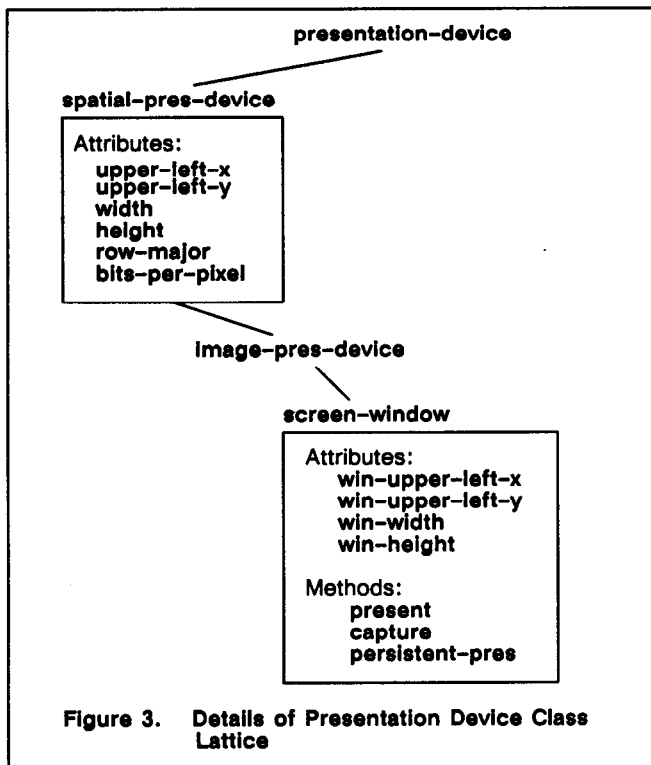 presentation-device
spatial-pres-device
Attributes:
upper-left-x
upper-left-y
width
height
row-major
bits-per-pixel
image-pres-device
screen-window
Attributes:
win-upper-left-x
win-upper-left-y
win-width
win-height
Methods:
present
capture
persistent-pres
Figure 3. Details of Presentation Device Class
Lattice